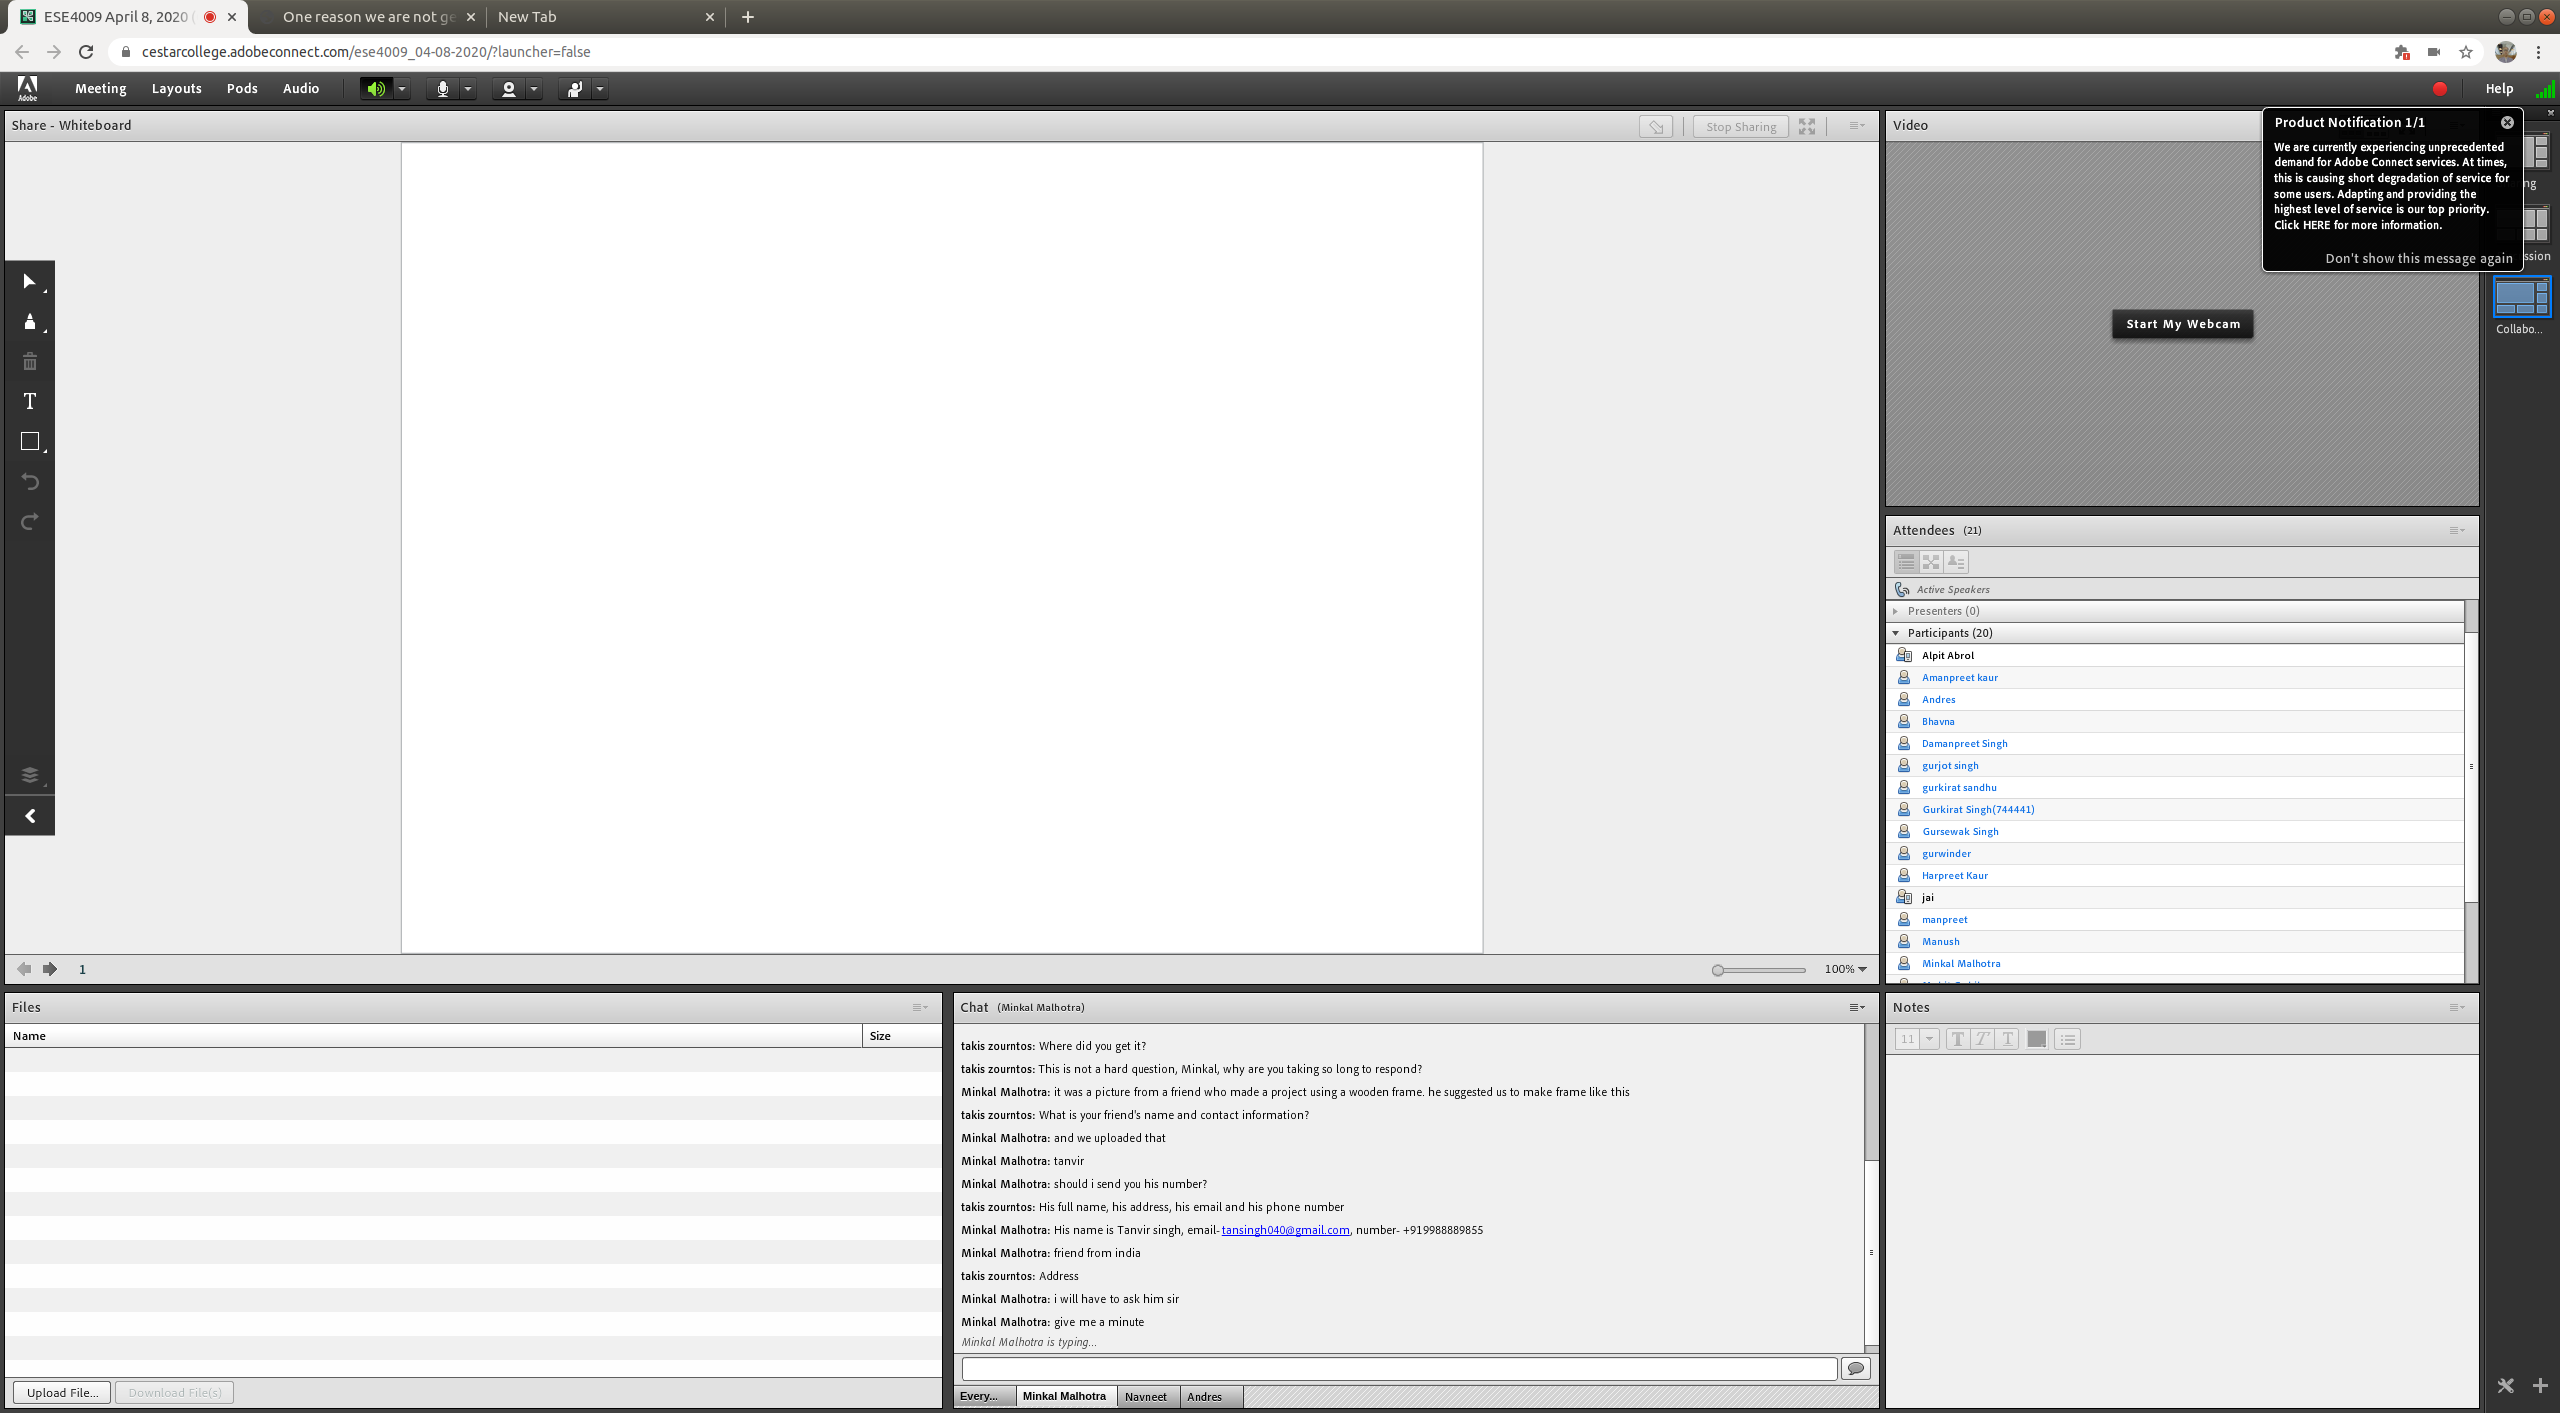 ESE4009 April 8, 2020
One reason we are not ge
New Tab
cestarcollege.adobeconnect.com/ese4009_04-08-2020/?launcher=false
Adobe
Meeting
Layouts
Pods
Audio
Help
Share - Whiteboard
Stop Sharing
Video
Product Notification 1/1
We are currently experiencing unprecedented
demand for Adobe Connect services. At times,
this is causing short degradation of service for
some users. Adapting and providing the
highest level of service is our top priority.
Click HERE for more information.
Don't show this message again
ng
ssion
Collabo...
Start My Webcam
T
1
100%
Attendees (21)
Active Speakers
Presenters (0)
Participants (20)
Alpit Abrol
Amanpreet kaur
Andres
Bhavna
Damanpreet Singh
gurjot singh
gurkirat sandhu
Gurkirat Singh(744441)
Gursewak Singh
gurwinder
Harpreet Kaur
jai
manpreet
Manush
Minkal Malhotra
Files
Name
Size
Upload File...
Download File(s)
Chat (Minkal Malhotra)
takis zourntos: Where did you get it?
takis zourntos: This is not a hard question, Minkal, why are you taking so long to respond?
Minkal Malhotra: it was a picture from a friend who made a project using a wooden frame. he suggested us to make frame like this
takis zourntos: What is your friend's name and contact information?
Minkal Malhotra: and we uploaded that
Minkal Malhotra: tanvir
Minkal Malhotra: should i send you his number?
takis zourntos: His full name, his address, his email and his phone number
Minkal Malhotra: His name is Tanvir singh, email- tansingh040@gmail.com, number- +919988889855
Minkal Malhotra: friend from india
takis zourntos: Address
Minkal Malhotra: i will have to ask him sir
Minkal Malhotra: give me a minute
Minkal Malhotra is typing...
Every...
Minkal Malhotra
Navneet
Andres
Notes
11
T T T